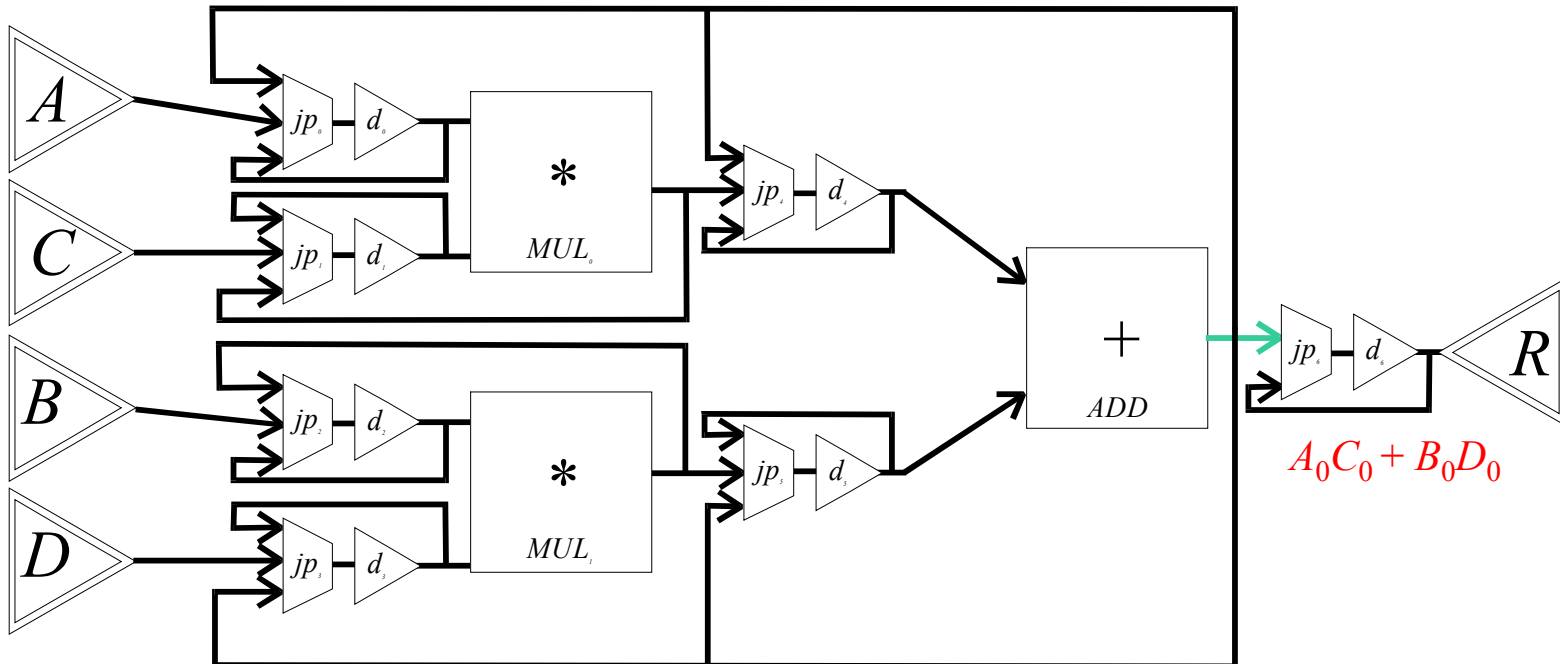 A
jp₀
d₀
*
MUL₀
C
jp₁
d₁
jp₄
d₄
B
jp₂
d₂
*
MUL₁
D
jp₃
d₃
jp₅
d₅
+
ADD
jp₆
d₆
R
A₀C₀ + B₀D₀